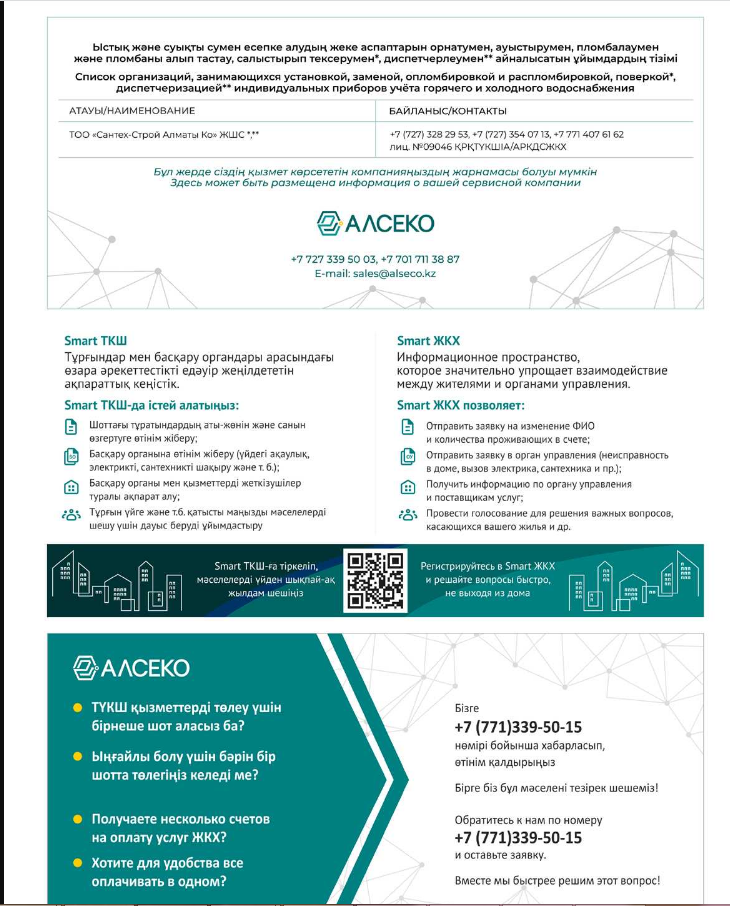 Ыстық және суықты сумен есепке алудың жеке аспаптарын орнатумен, ауыстырумен, пломбалаумен
және пломбаны алып тастау, салыстырып тексерумен*, диспетчерлеумен** айналысатын ұйымдардың тізімі
Список организаций, занимающихся установкой, заменой, опломбировкой и распломбировкой, поверкой*,
диспетчеризацией** индивидуальных приборов учёта горячего и холодного водоснабжения
АТАУЫ/НАИМЕНОВАНИЕ
БАЙЛАНЫС/КОНТАКТЫ
ТОО «Сантех-Строй Алматы Ко» ЖШС *,**
+7 (727) 328 29 53, +7 (727) 354 07 13, +7 771 407 61 62
лиц. №09046 ҚРҚТҮКШІА/АРКДСЖКХ
Бұл жерде сіздің қызмет көрсететін компанияңыздың жарнамасы болуы мүмкін
Здесь может быть размещена информация о вашей сервисной компании
АЛСЕКО
+7 727 339 50 03, +7 701 711 38 87
E-mail: sales@alseco.kz
Smart ТКШ
Тұрғындар мен басқару органдары арасындағы
өзара әрекеттестікті едәуір жеңілдететін
ақпараттық кеңістік.
Smart ТКШ-да істей алатыңыз:
Шоттағы тұратындардың аты-жөнін және санын
өзгертуге өтінім жіберу;
Басқару органына өтінім жіберу (үйдегі ақаулық,
электрикті, сантехникті шақыру және т. б.);
Басқару органы мен қызметтерді жеткізушілер
туралы ақпарат алу;
Тұрғын үйге және т.б. қатысты маңызды мәселелерді
шешу үшін дауыс беруді ұйымдастыру
Smart ЖКХ
Информационное пространство,
которое значительно упрощает взаимодействие
между жителями и органами управления.
Smart ЖКХ позволяет:
Отправить заявку на изменение ФИО
и количества проживающих в счете;
Отправить заявку в орган управления (неисправность
в доме, вызов электрика, сантехника и пр.);
Получить информацию по органу управления
и поставщикам услуг;
Провести голосование для решения важных вопросов,
касающихся вашего жилья и др.
Smart ТКШ-ға тіркеліп,
мәселелерді үйден шықпай-ақ
жылдам шешіңіз
Регистрируйтесь в Smart ЖКХ
и решайте вопросы быстро,
не выходя из дома
АЛСЕКО
ТҮКШ қызметтерді төлеу үшін
бірнеше шот аласыз ба?
Ыңғайлы болу үшін бәрін бір
шотта төлегіңіз келеді ме?
Получаете несколько счетов
на оплату услуг ЖКХ?
Хотите для удобства все
оплачивать в одном?
Бізге
+7 (771)339-50-15
нөмірі бойынша хабарласып,
өтінім қалдырыңыз
Бірге біз бұл мәселені тезірек шешеміз!
Обратитесь к нам по номеру
+7 (771)339-50-15
и оставьте заявку.
Вместе мы быстрее решим этот вопрос!